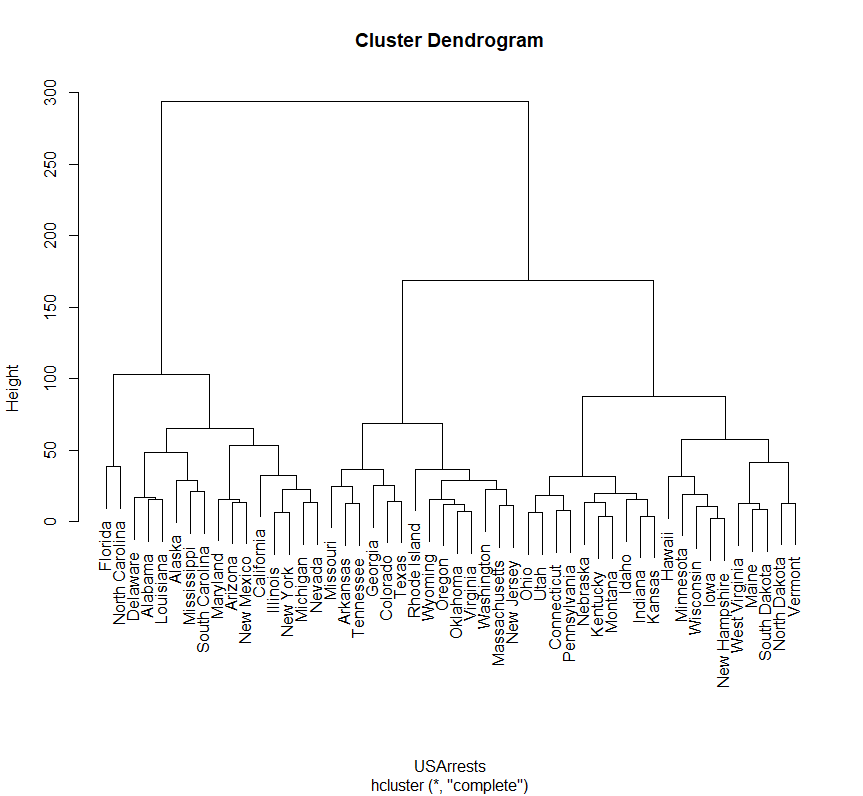 Cluster Dendrogram
Height
300
250
200
150
100
50
0
Florida
North Carolina
Delaware
Alabama
Louisiana
Alaska
Mississippi
South Carolina
Maryland
Arizona
New Mexico
California
Illinois
New York
Michigan
Nevada
Missouri
Arkansas
Tennessee
Georgia
Colorado
Texas
Rhode Island
Wyoming
Oregon
Oklahoma
Virginia
Washington
Massachusetts
New Jersey
Ohio
Utah
Connecticut
Pennsylvania
Nebraska
Kentucky
Montana
Idaho
Indiana
Kansas
Hawaii
Minnesota
Wisconsin
Iowa
New Hampshire
West Virginia
Maine
South Dakota
North Dakota
Vermont
USArrests
hcluster (*, "complete")